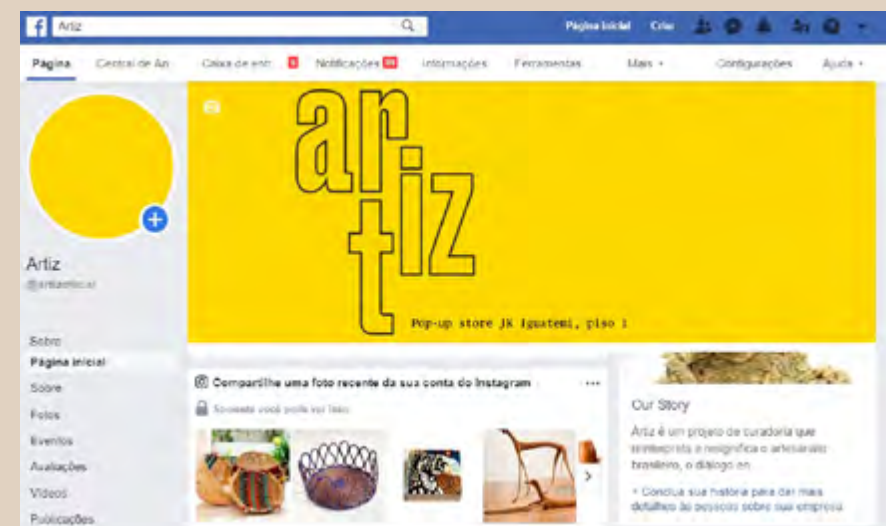 Artiz
Página inicial Criar
Página Central de An Caixa de entr. Notificações Informações Ferramentas Mais Configurações Ajuda
ar
t
iz
Pop-up store JK Iguatemi, piso 1
Artiz
Sobre
Página inicial
Sobre
Fotos
Eventos
Avaliações
Vídeos
Publicações
Compartilhe uma foto recente da sua conta do Instagram
Somente você pode ver isso
Our Story
Artiz é um projeto de curadoria que
reinterpreta e resignifica o artesanato
brasileiro, o diálogo en
+ Conclua sua história para dar mais
detalhes às pessoas sobre sua empresa